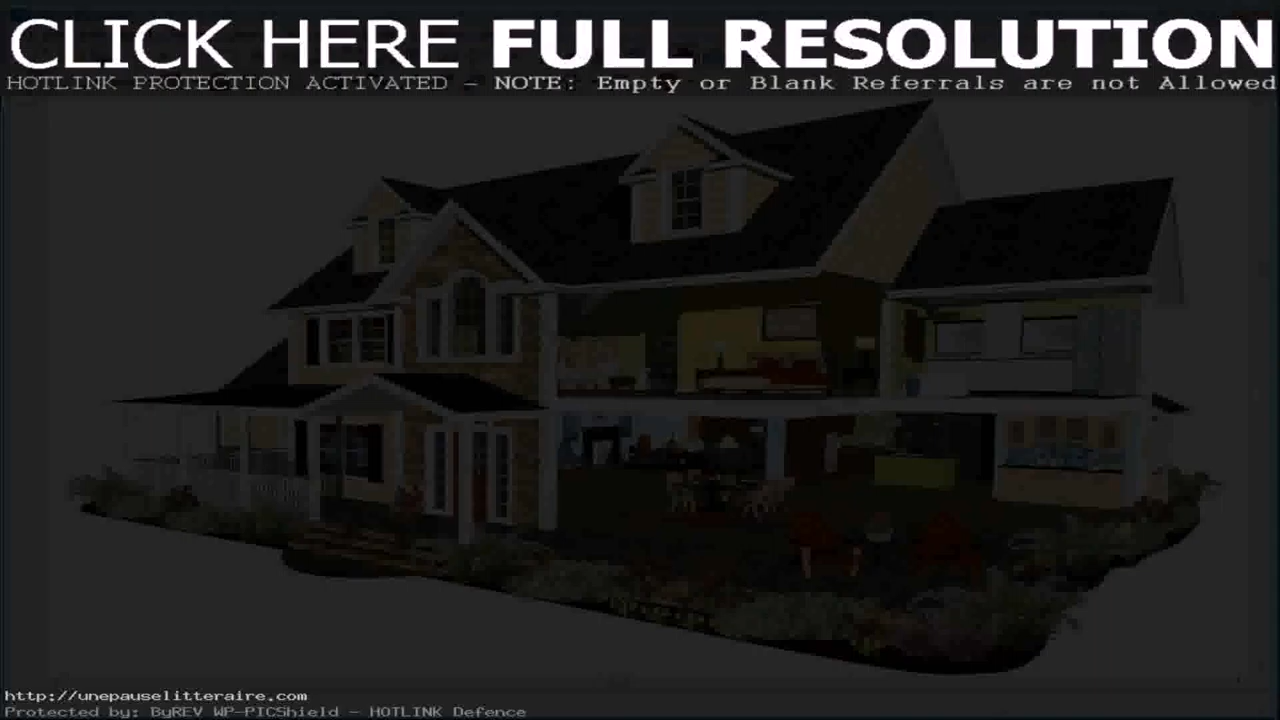 CLICK HERE FULL RESOLUTION
HOTLINK PROTECTION ACTIVATED - NOTE: Empty or Blank Referrals are not Allowed
http://unepauselitteraire.com
Protected by: ByREV WP-PICShield - HOTLINK Defence